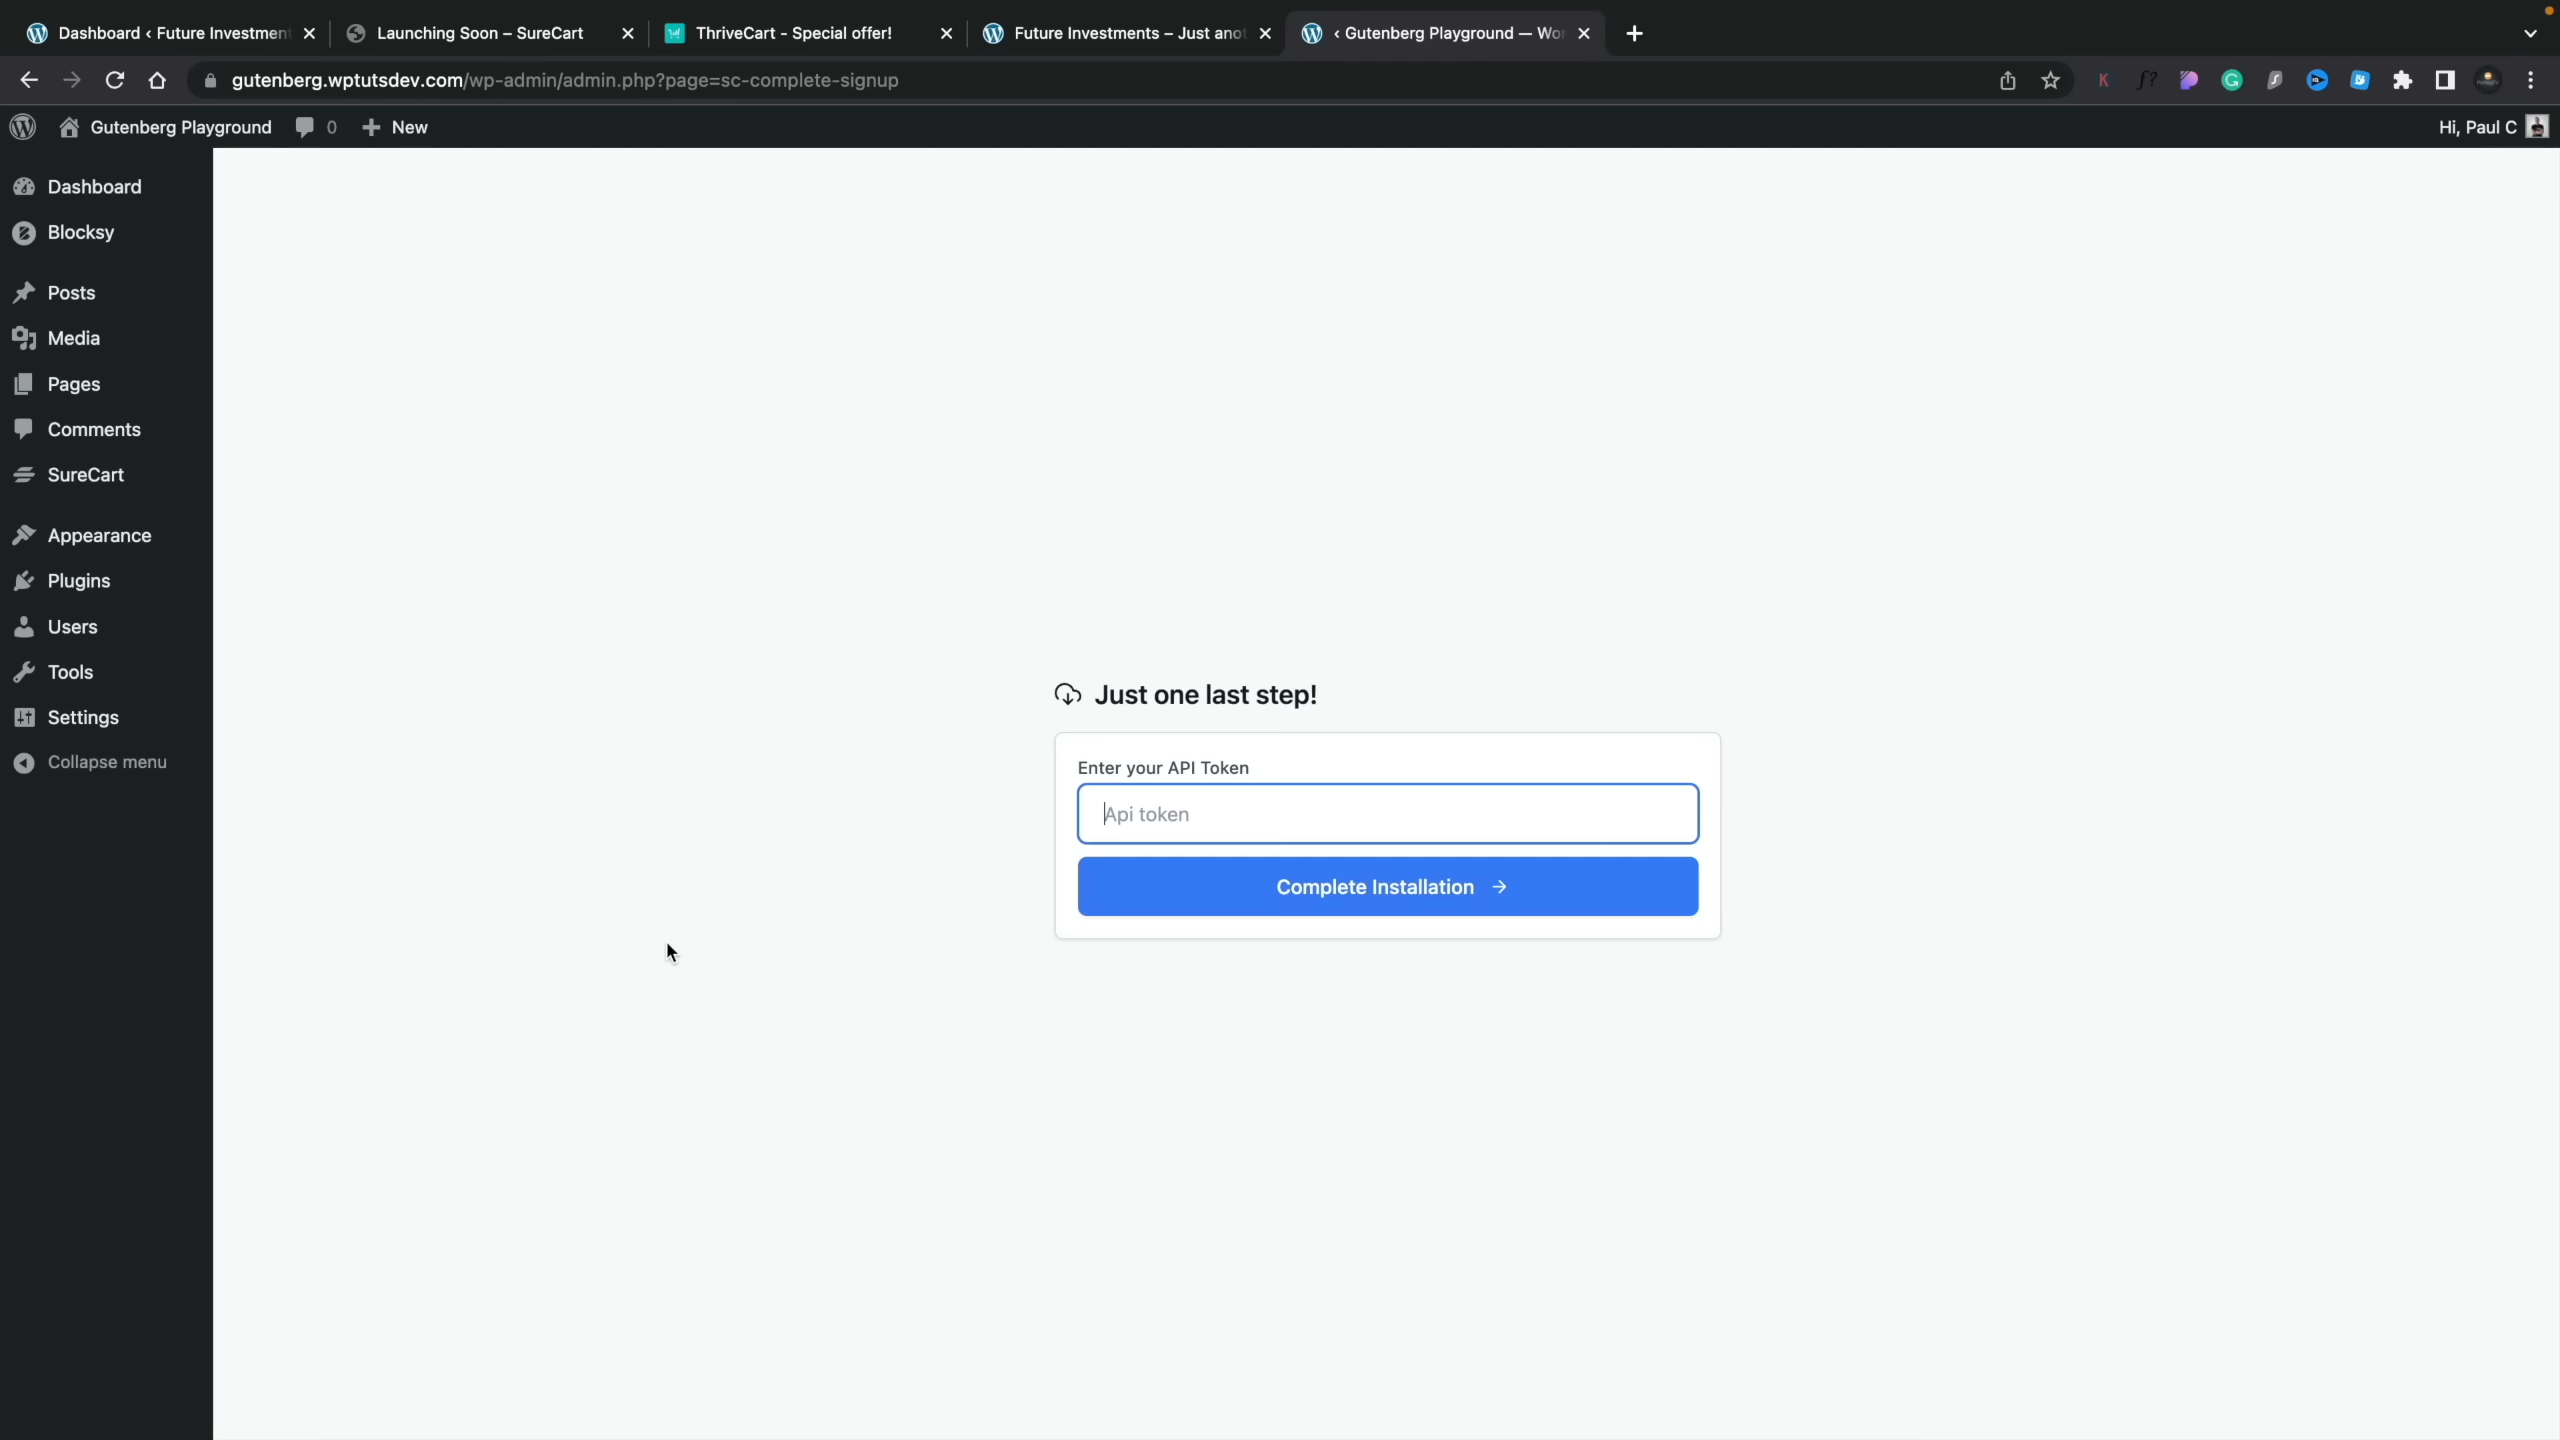 Dashboard ‹ Future Investmen
Launching Soon – SureCart
ThriveCart - Special offer!
Future Investments – Just anot
‹ Gutenberg Playground — Wor
gutenberg.wptutsdev.com/wp-admin/admin.php?page=sc-complete-signup
Gutenberg Playground
0
New
Hi, Paul C
Dashboard
Blocksy
Posts
Media
Pages
Comments
SureCart
Appearance
Plugins
Users
Tools
Settings
Collapse menu
Just one last step!
Enter your API Token
Api token
Complete Installation